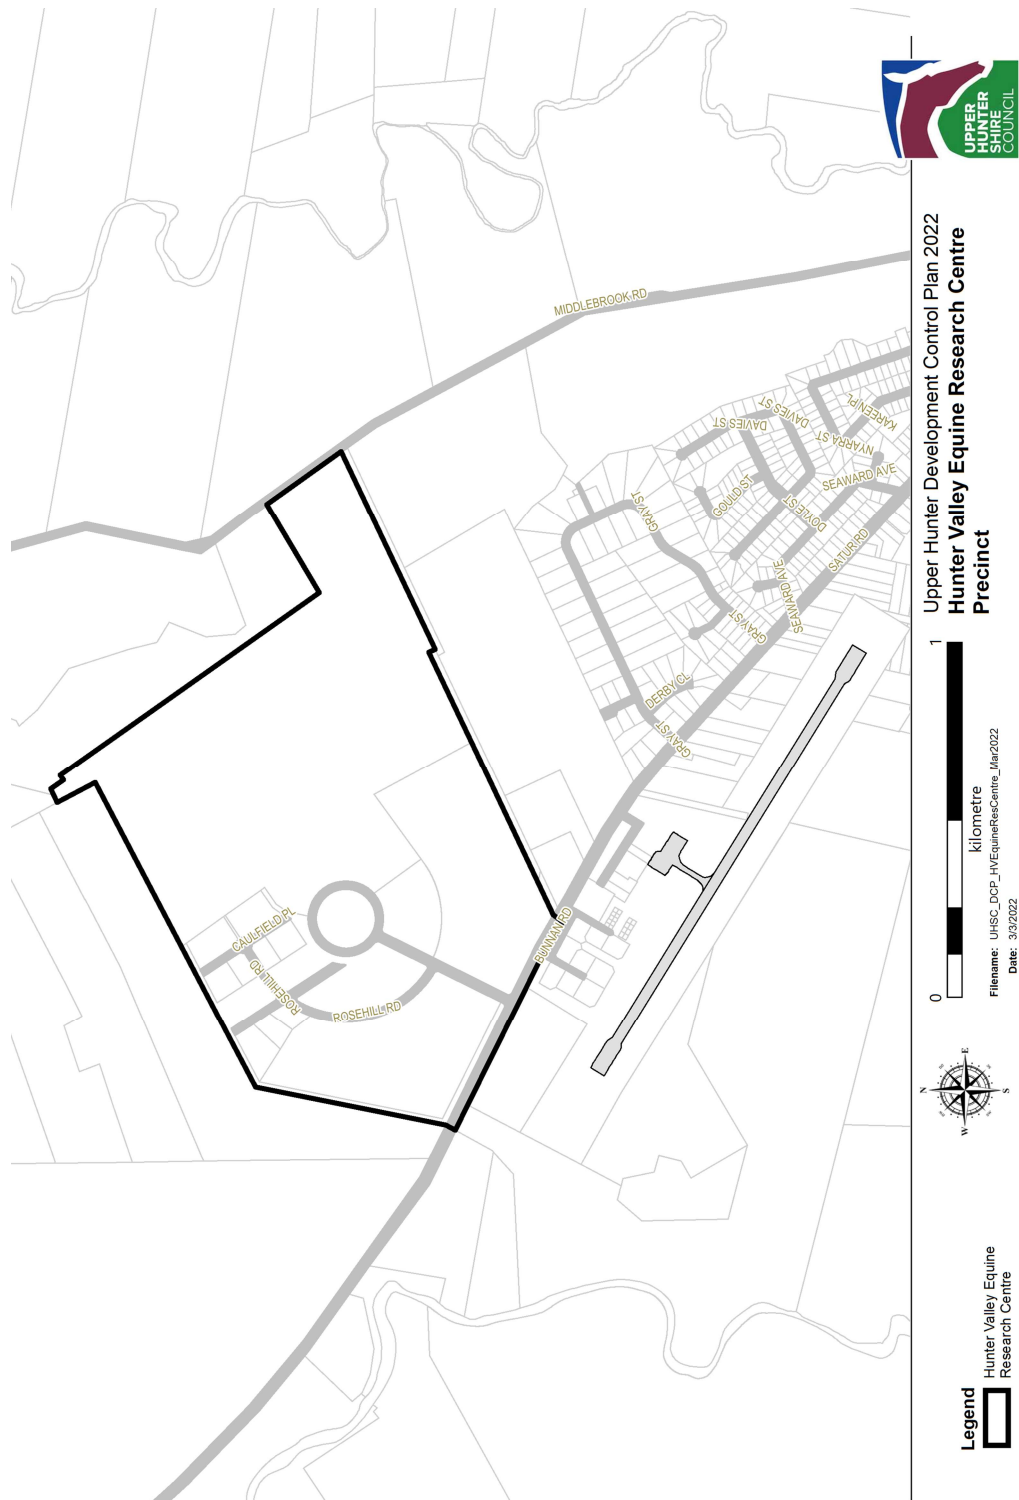 MIDDLEBROOK RD
DAVIES ST
DAVIES ST
KAREEN PL
NYARRA ST
SEAWARD AVE
GOULD ST
DOYLE ST
GRAY ST
SATUR RD
SEAWARD AVE
GRAY ST
DERBY CL
GRAY ST
BUNNAN RD
CAULFIELD PL
ROSEHILL RD
ROSEHILL RD
Legend
Hunter Valley Equine
Research Centre
N
E
S
W
0
1
kilometre
Filename: UHSC_DCP_HVEquineResCentre_Mar2022
Date: 3/3/2022
Upper Hunter Development Control Plan 2022
Hunter Valley Equine Research Centre
Precinct
UPPER
HUNTER
SHIRE
COUNCIL